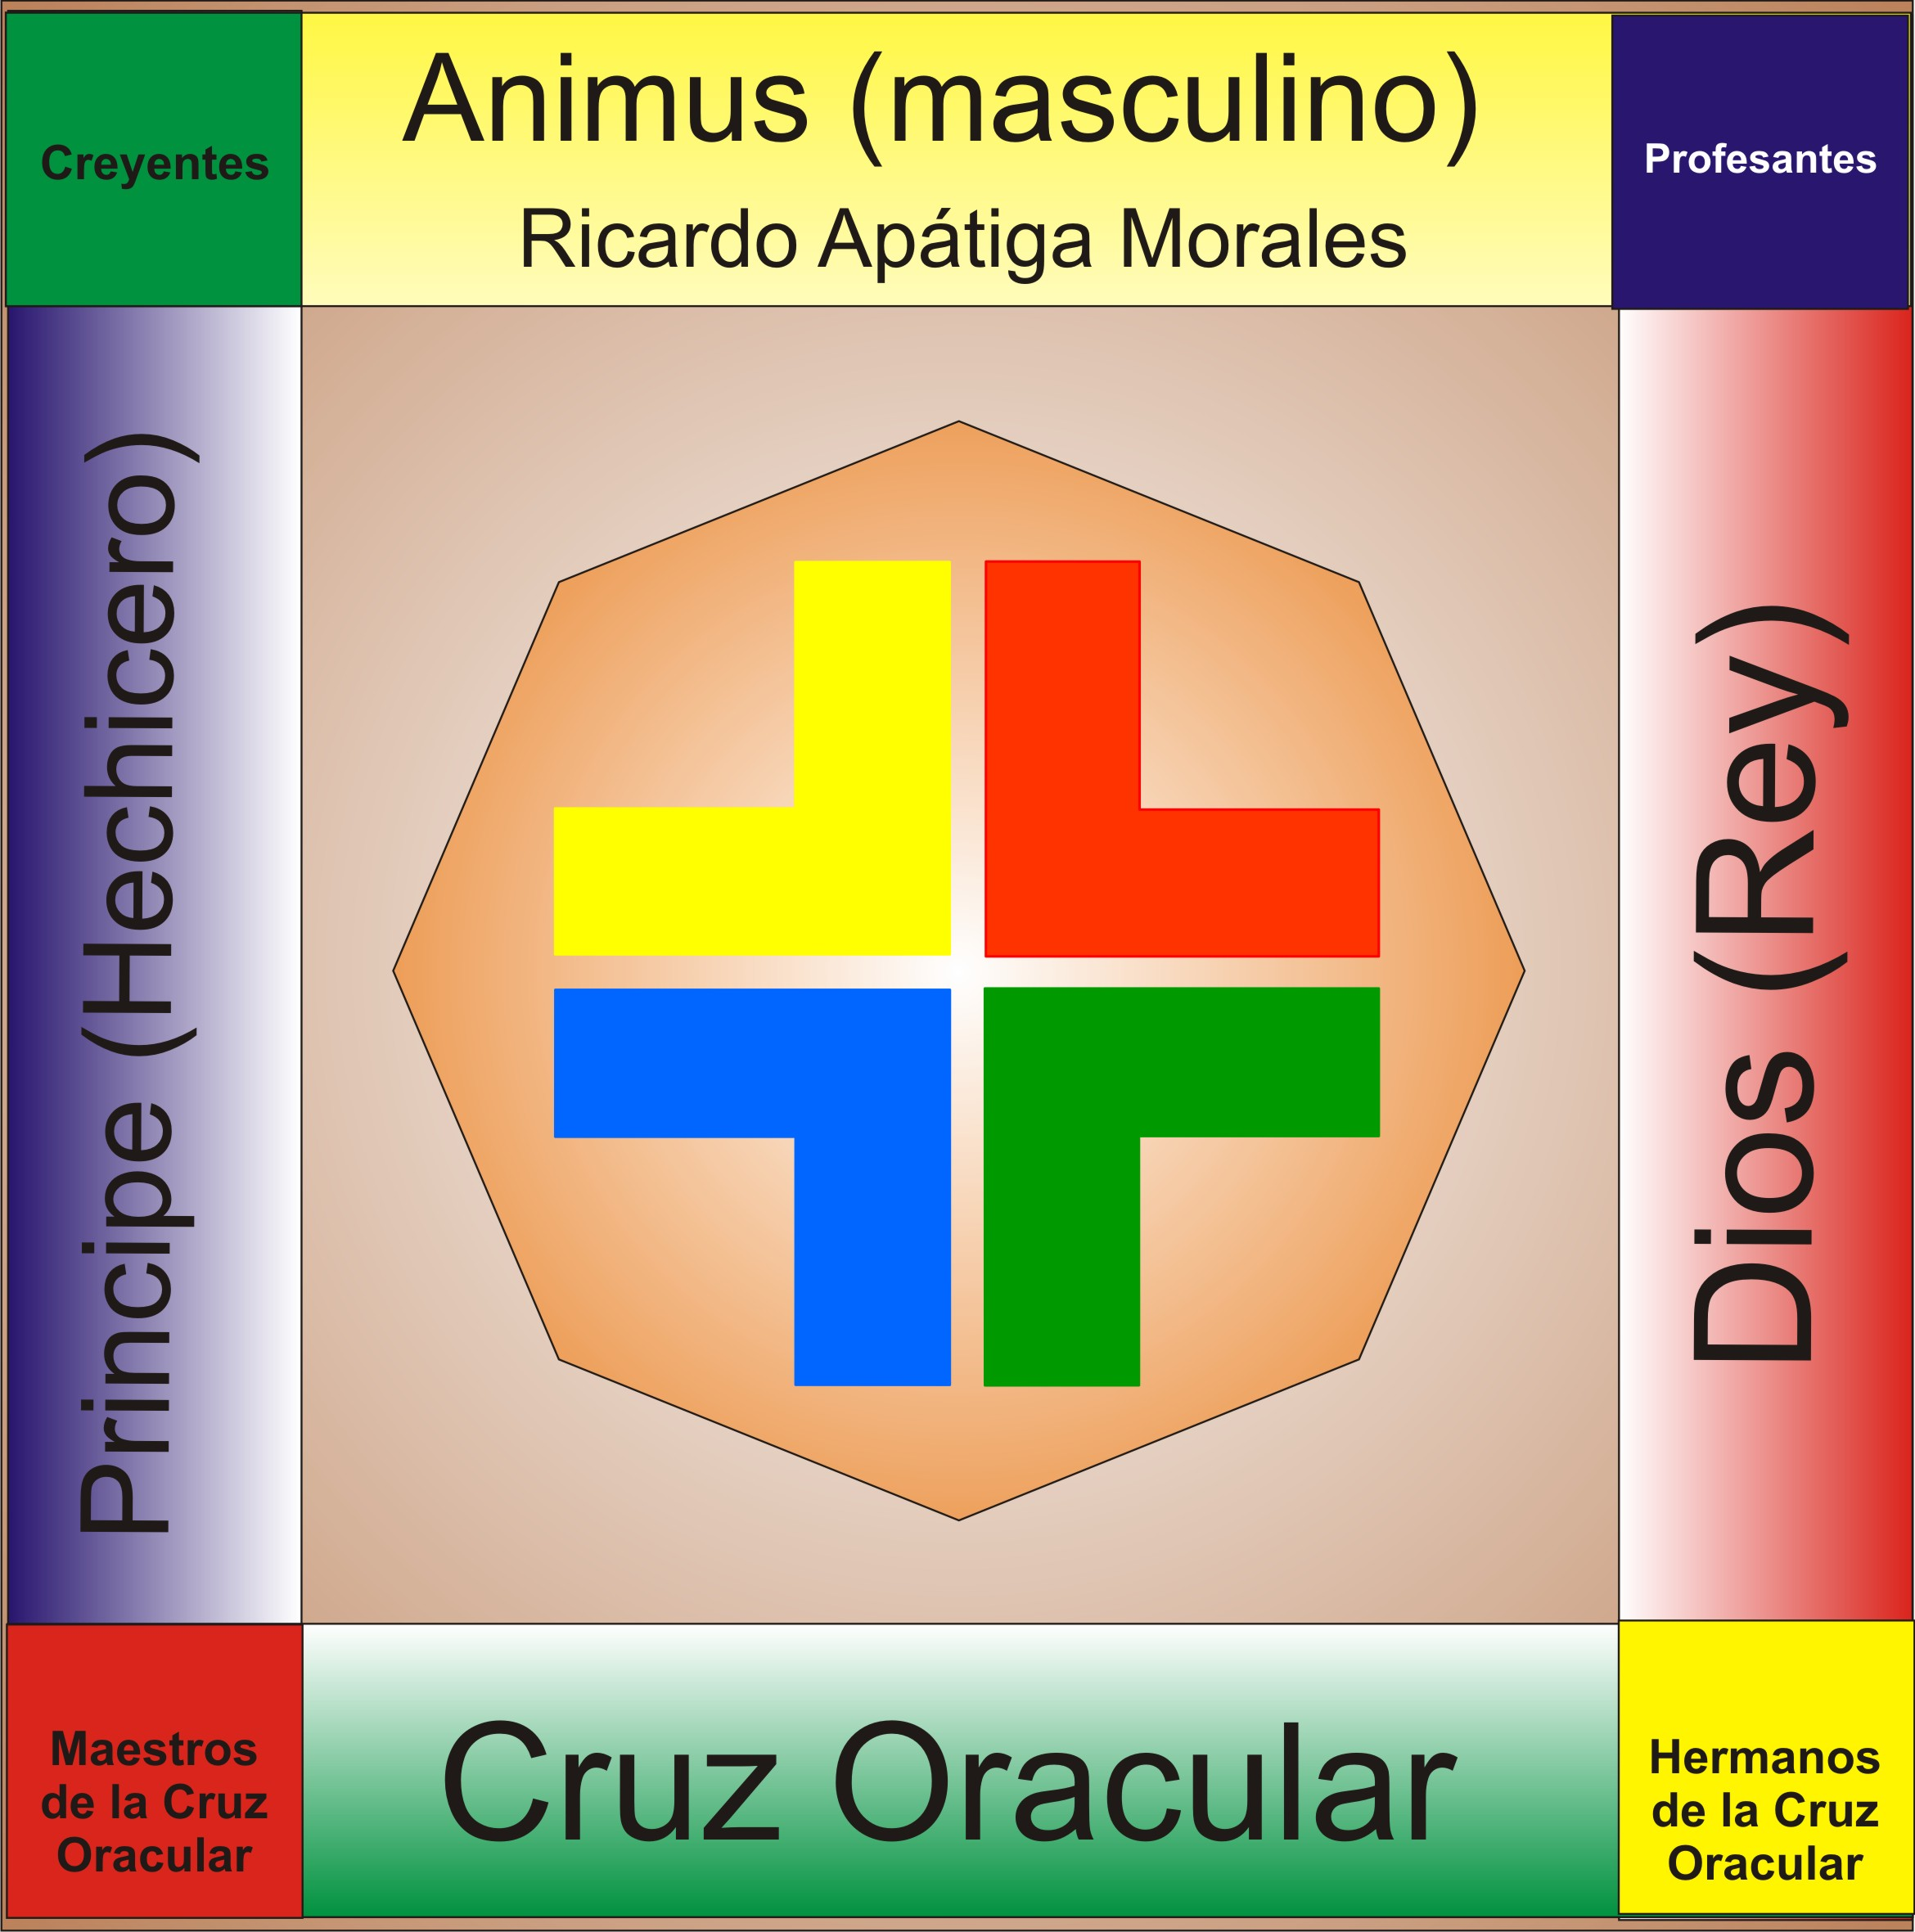 Creyentes
Animus (masculino)
Ricardo Apátiga Morales
Profesantes
Principe (Hechicero)
Dios (Rey)
Maestros
de la Cruz
Oracular
Cruz Oracular
Hermanos
de la Cruz
Oracular